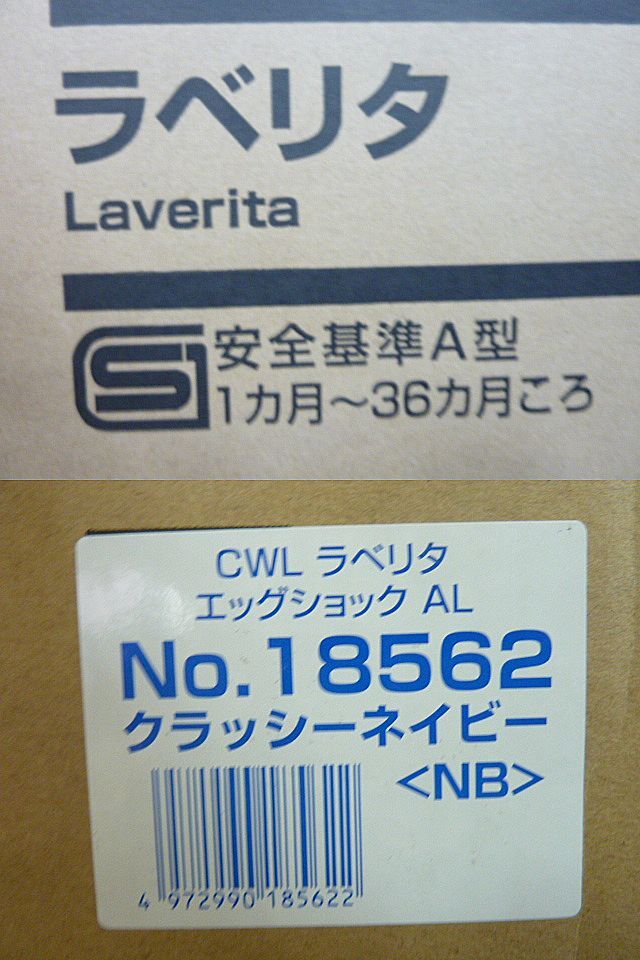 ラベリタ
Laverita
SG 安全基準A型
1カ月～36カ月ころ
CWL ラベリタ
エッグショック AL
No.18562
クラッシーネイビー
<NB>
4 972990 185622